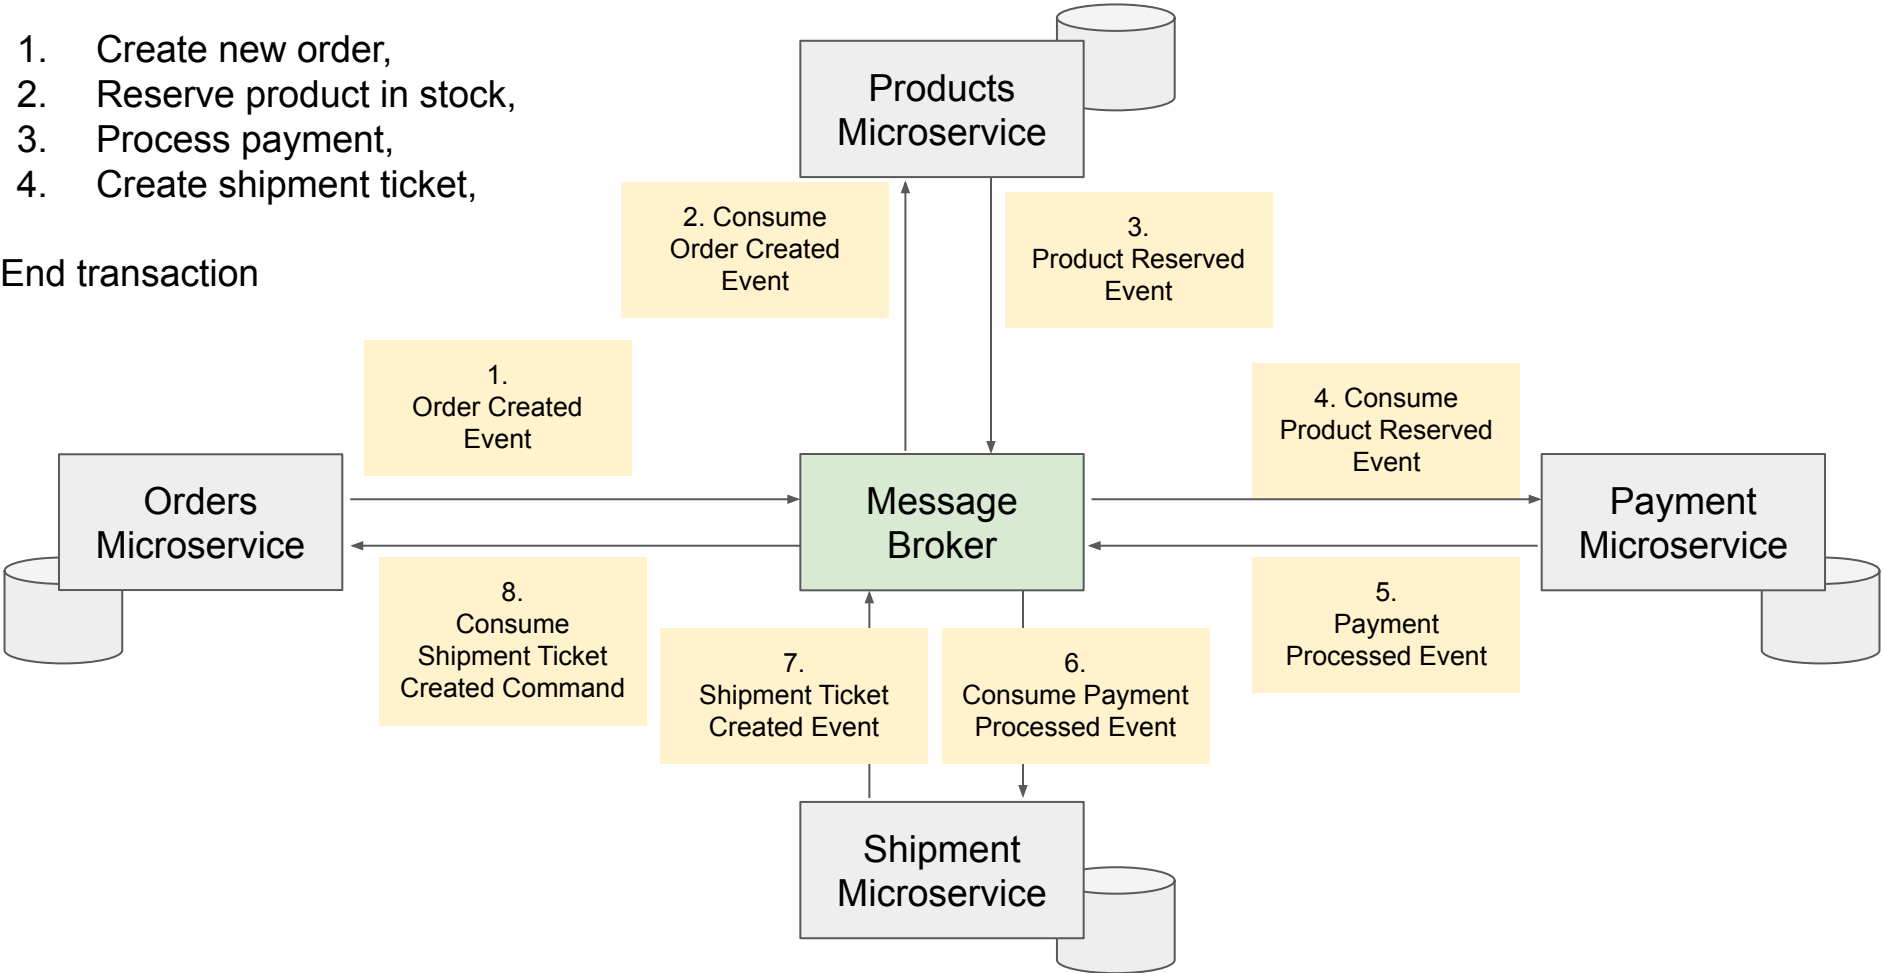 1. Create new order,
2. Reserve product in stock,
3. Process payment,
4. Create shipment ticket,
End transaction
Products
Microservice
2. Consume
Order Created
Event
3.
Product Reserved
Event
1.
Order Created
Event
4. Consume
Product Reserved
Event
Orders
Microservice
Message
Broker
Payment
Microservice
8.
Consume
Shipment Ticket
Created Command
7.
Shipment Ticket
Created Event
6.
Consume Payment
Processed Event
5.
Payment
Processed Event
Shipment
Microservice